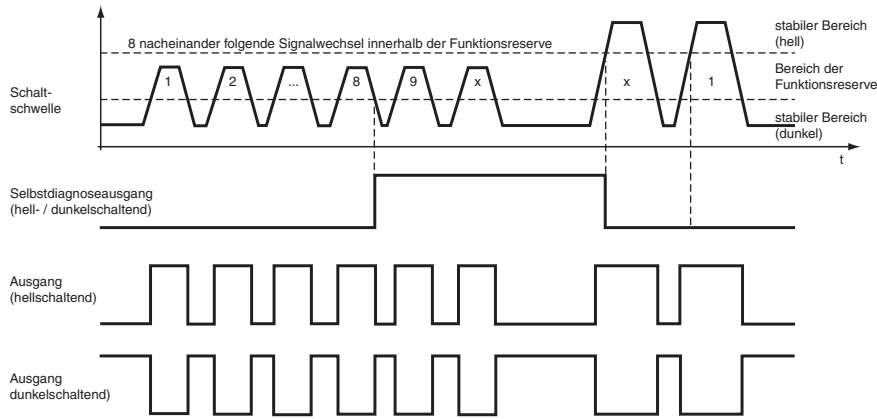 8 nacheinander folgende Signalwechsel innerhalb der Funktionsreserve
stabiler Bereich
(hell)
Bereich der
Funktionsreserve
Schalt-
schwelle
1 2 ... 8 9 x x 1
stabiler Bereich
(dunkel)
t
Selbstdiagnoseausgang
(hell- / dunkelschaltend)
Ausgang
(hellschaltend)
Ausgang
dunkelschaltend)